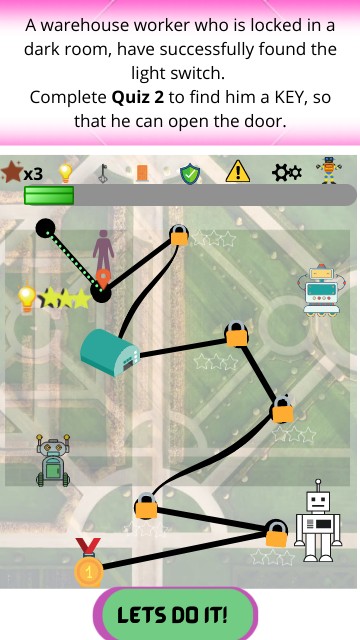 A warehouse worker who is locked in a
dark room, have successfully found the
light switch.
Complete Quiz 2 to find him a KEY, so
that he can open the door.
x3
1
LETS DO IT!